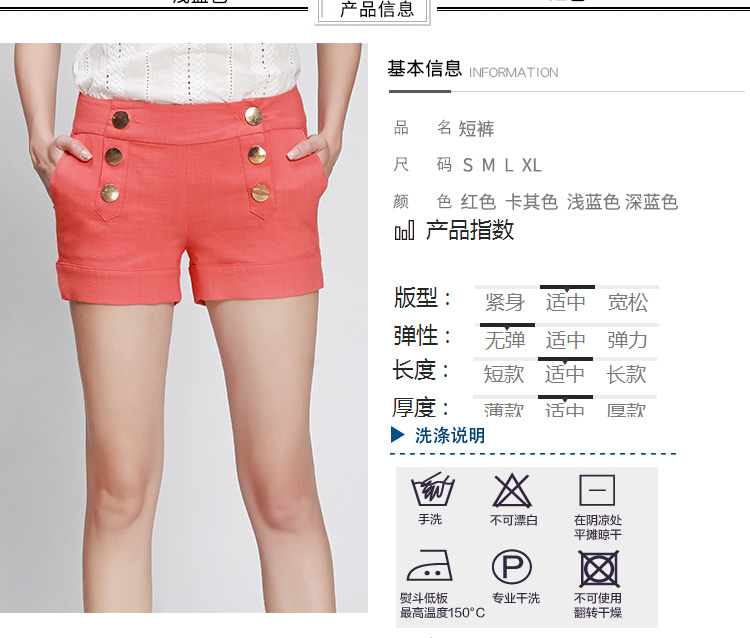 产品信息
基本信息 INFORMATION
品 名 短裤
尺 码 S M L XL
颜 色 红色 卡其色 浅蓝色 深蓝色
产品指数
版型： 紧身 适中 宽松
弹性： 无弹 适中 弹力
长度： 短款 适中 长款
厚度： 薄款 适中 厚款
洗涤说明
手洗 不可漂白 在阴凉处
平摊晾干
P
熨斗低板 专业干洗 不可使用
最高温度150°C 翻转干燥